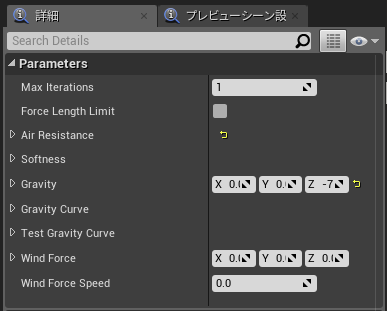 詳細 プレビューシーン設
Search Details
Parameters
Max Iterations 1
Force Length Limit
Air Resistance
Softness
Gravity X 0.0 Y 0.0 Z -7
Gravity Curve
Test Gravity Curve
Wind Force X 0.0 Y 0.0 Z 0.0
Wind Force Speed 0.0